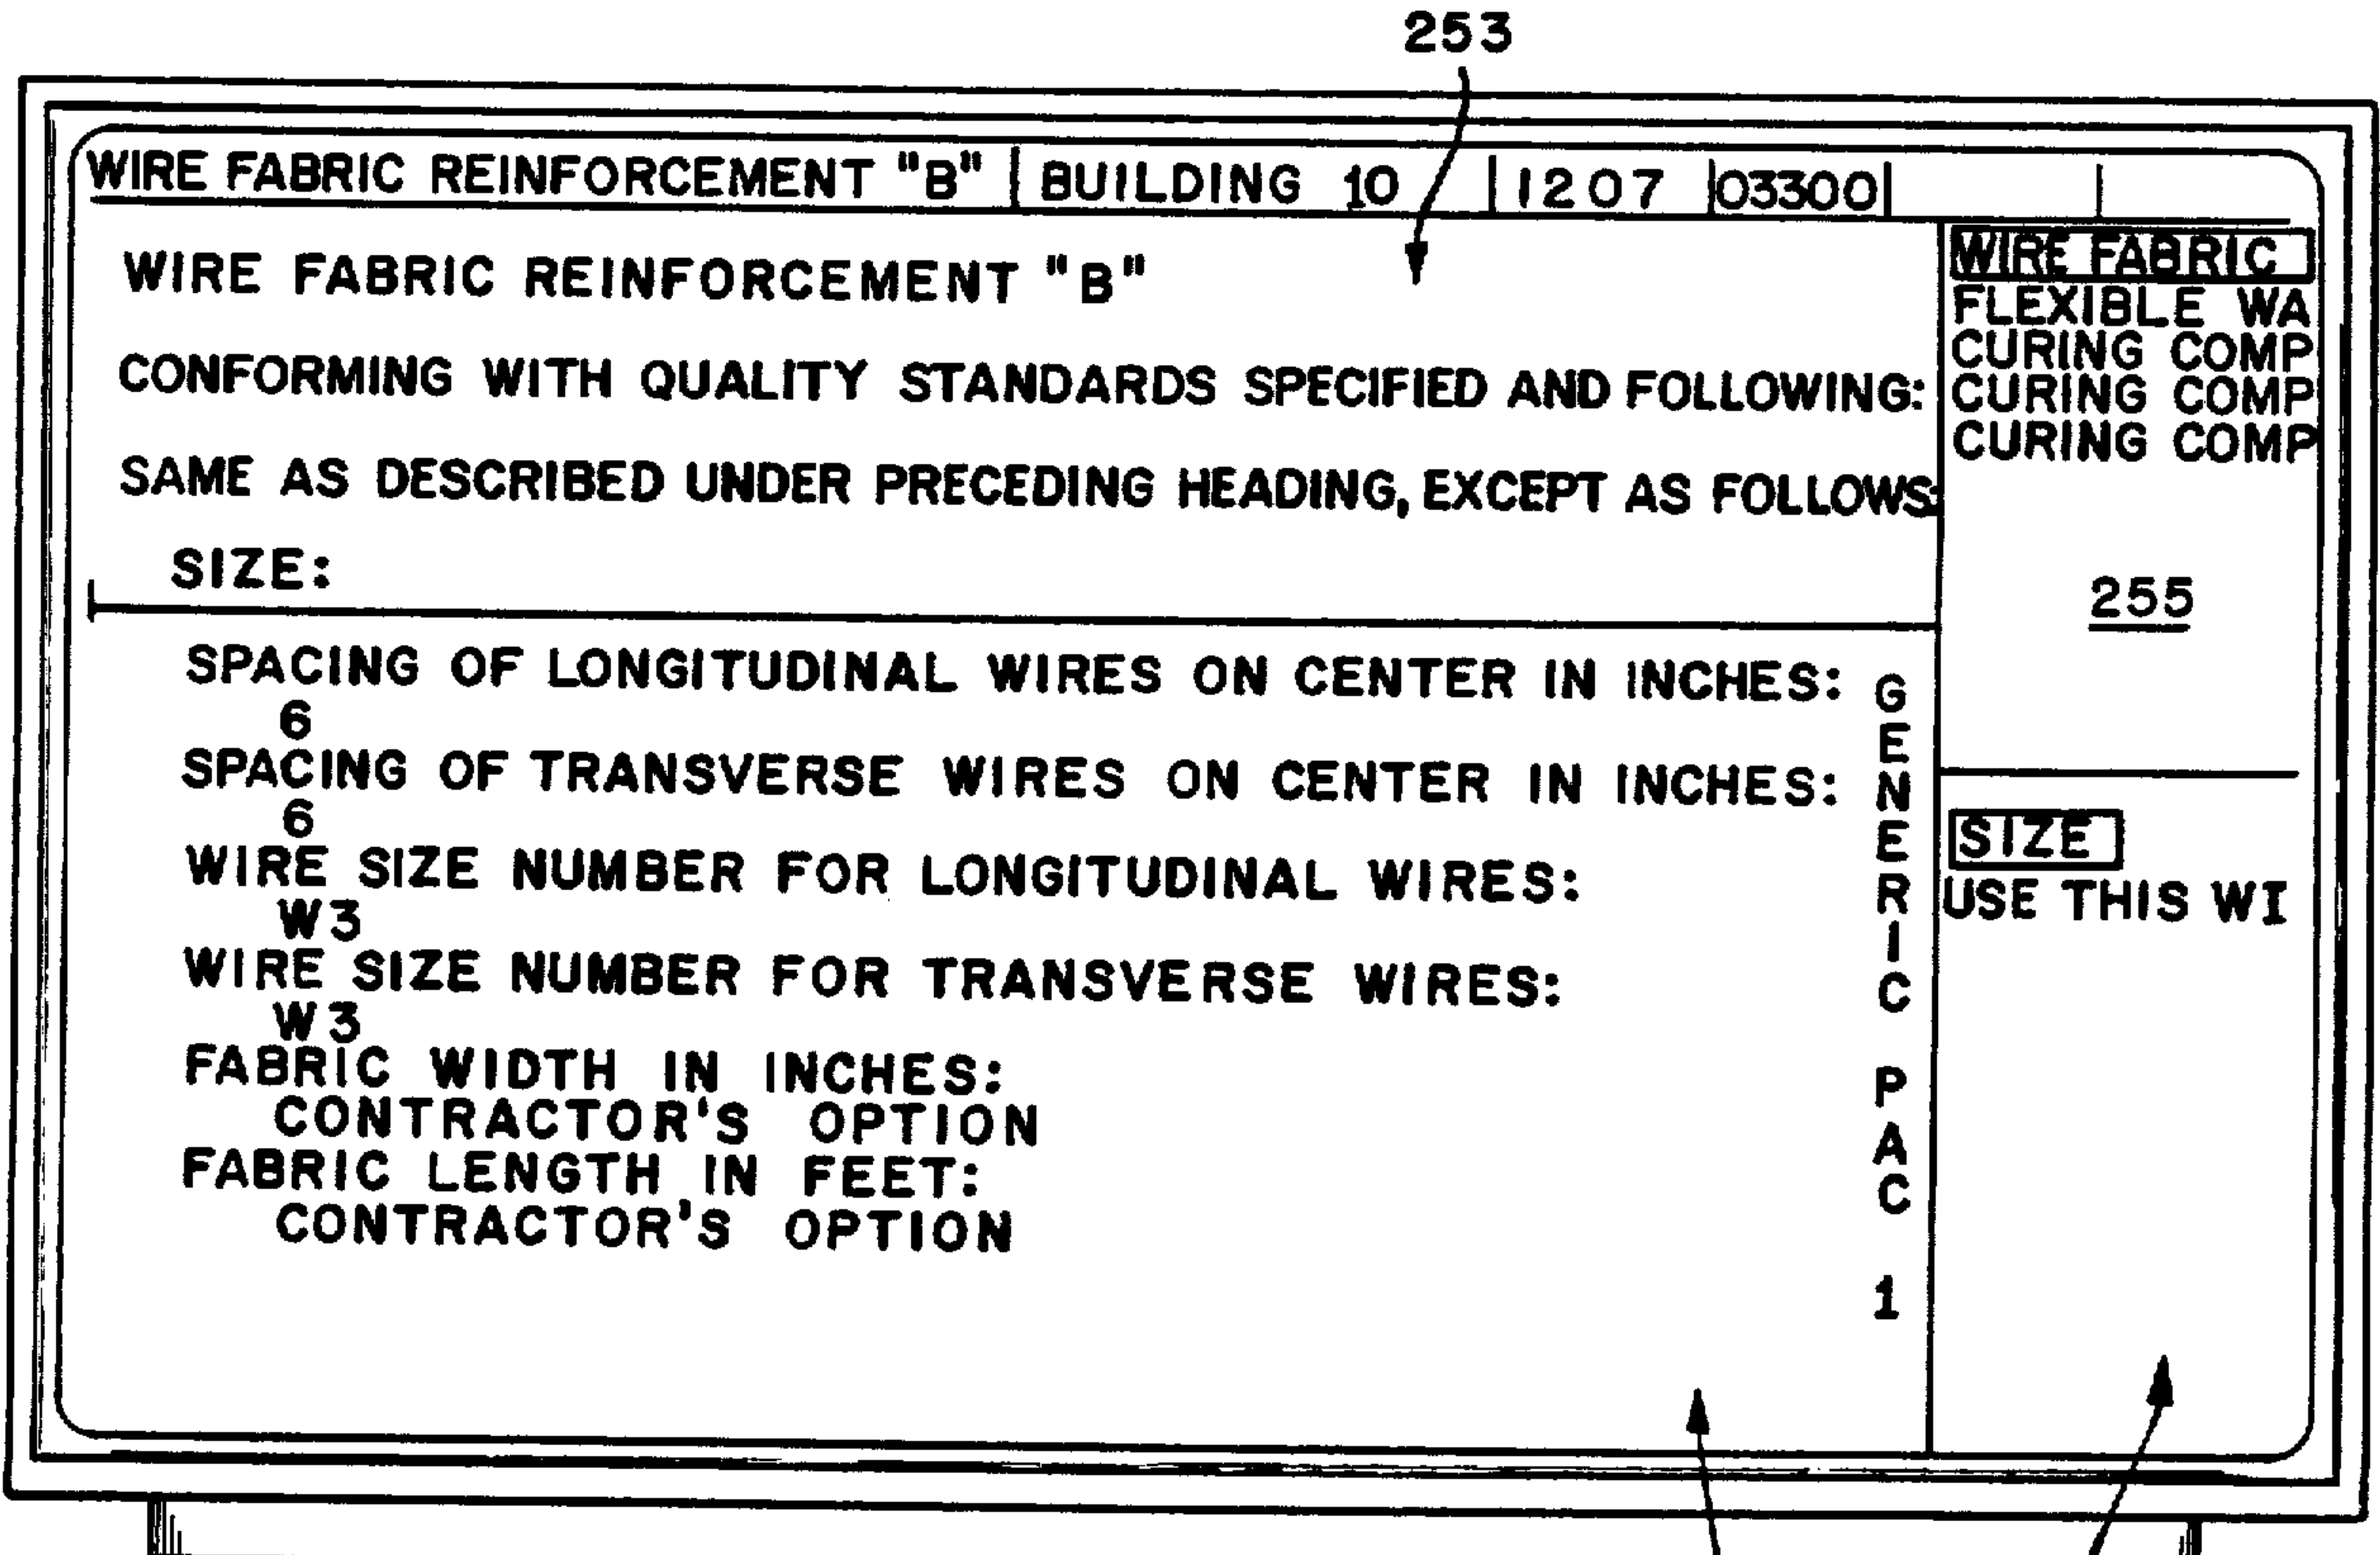 253
WIRE FABRIC REINFORCEMENT "B" BUILDING 10 1207 03300
WIRE FABRIC REINFORCEMENT "B"
CONFORMING WITH QUALITY STANDARDS SPECIFIED AND FOLLOWING:
SAME AS DESCRIBED UNDER PRECEDING HEADING, EXCEPT AS FOLLOWS:
SIZE:
SPACING OF LONGITUDINAL WIRES ON CENTER IN INCHES:
6
SPACING OF TRANSVERSE WIRES ON CENTER IN INCHES:
6
WIRE SIZE NUMBER FOR LONGITUDINAL WIRES:
W3
WIRE SIZE NUMBER FOR TRANSVERSE WIRES:
W3
FABRIC WIDTH IN INCHES:
CONTRACTOR'S OPTION
FABRIC LENGTH IN FEET:
CONTRACTOR'S OPTION
GENERIC PAC 1
WIRE FABRIC
FLEXIBLE WA
CURING COMP
CURING COMP
CURING COMP
255
SIZE
USE THIS WI